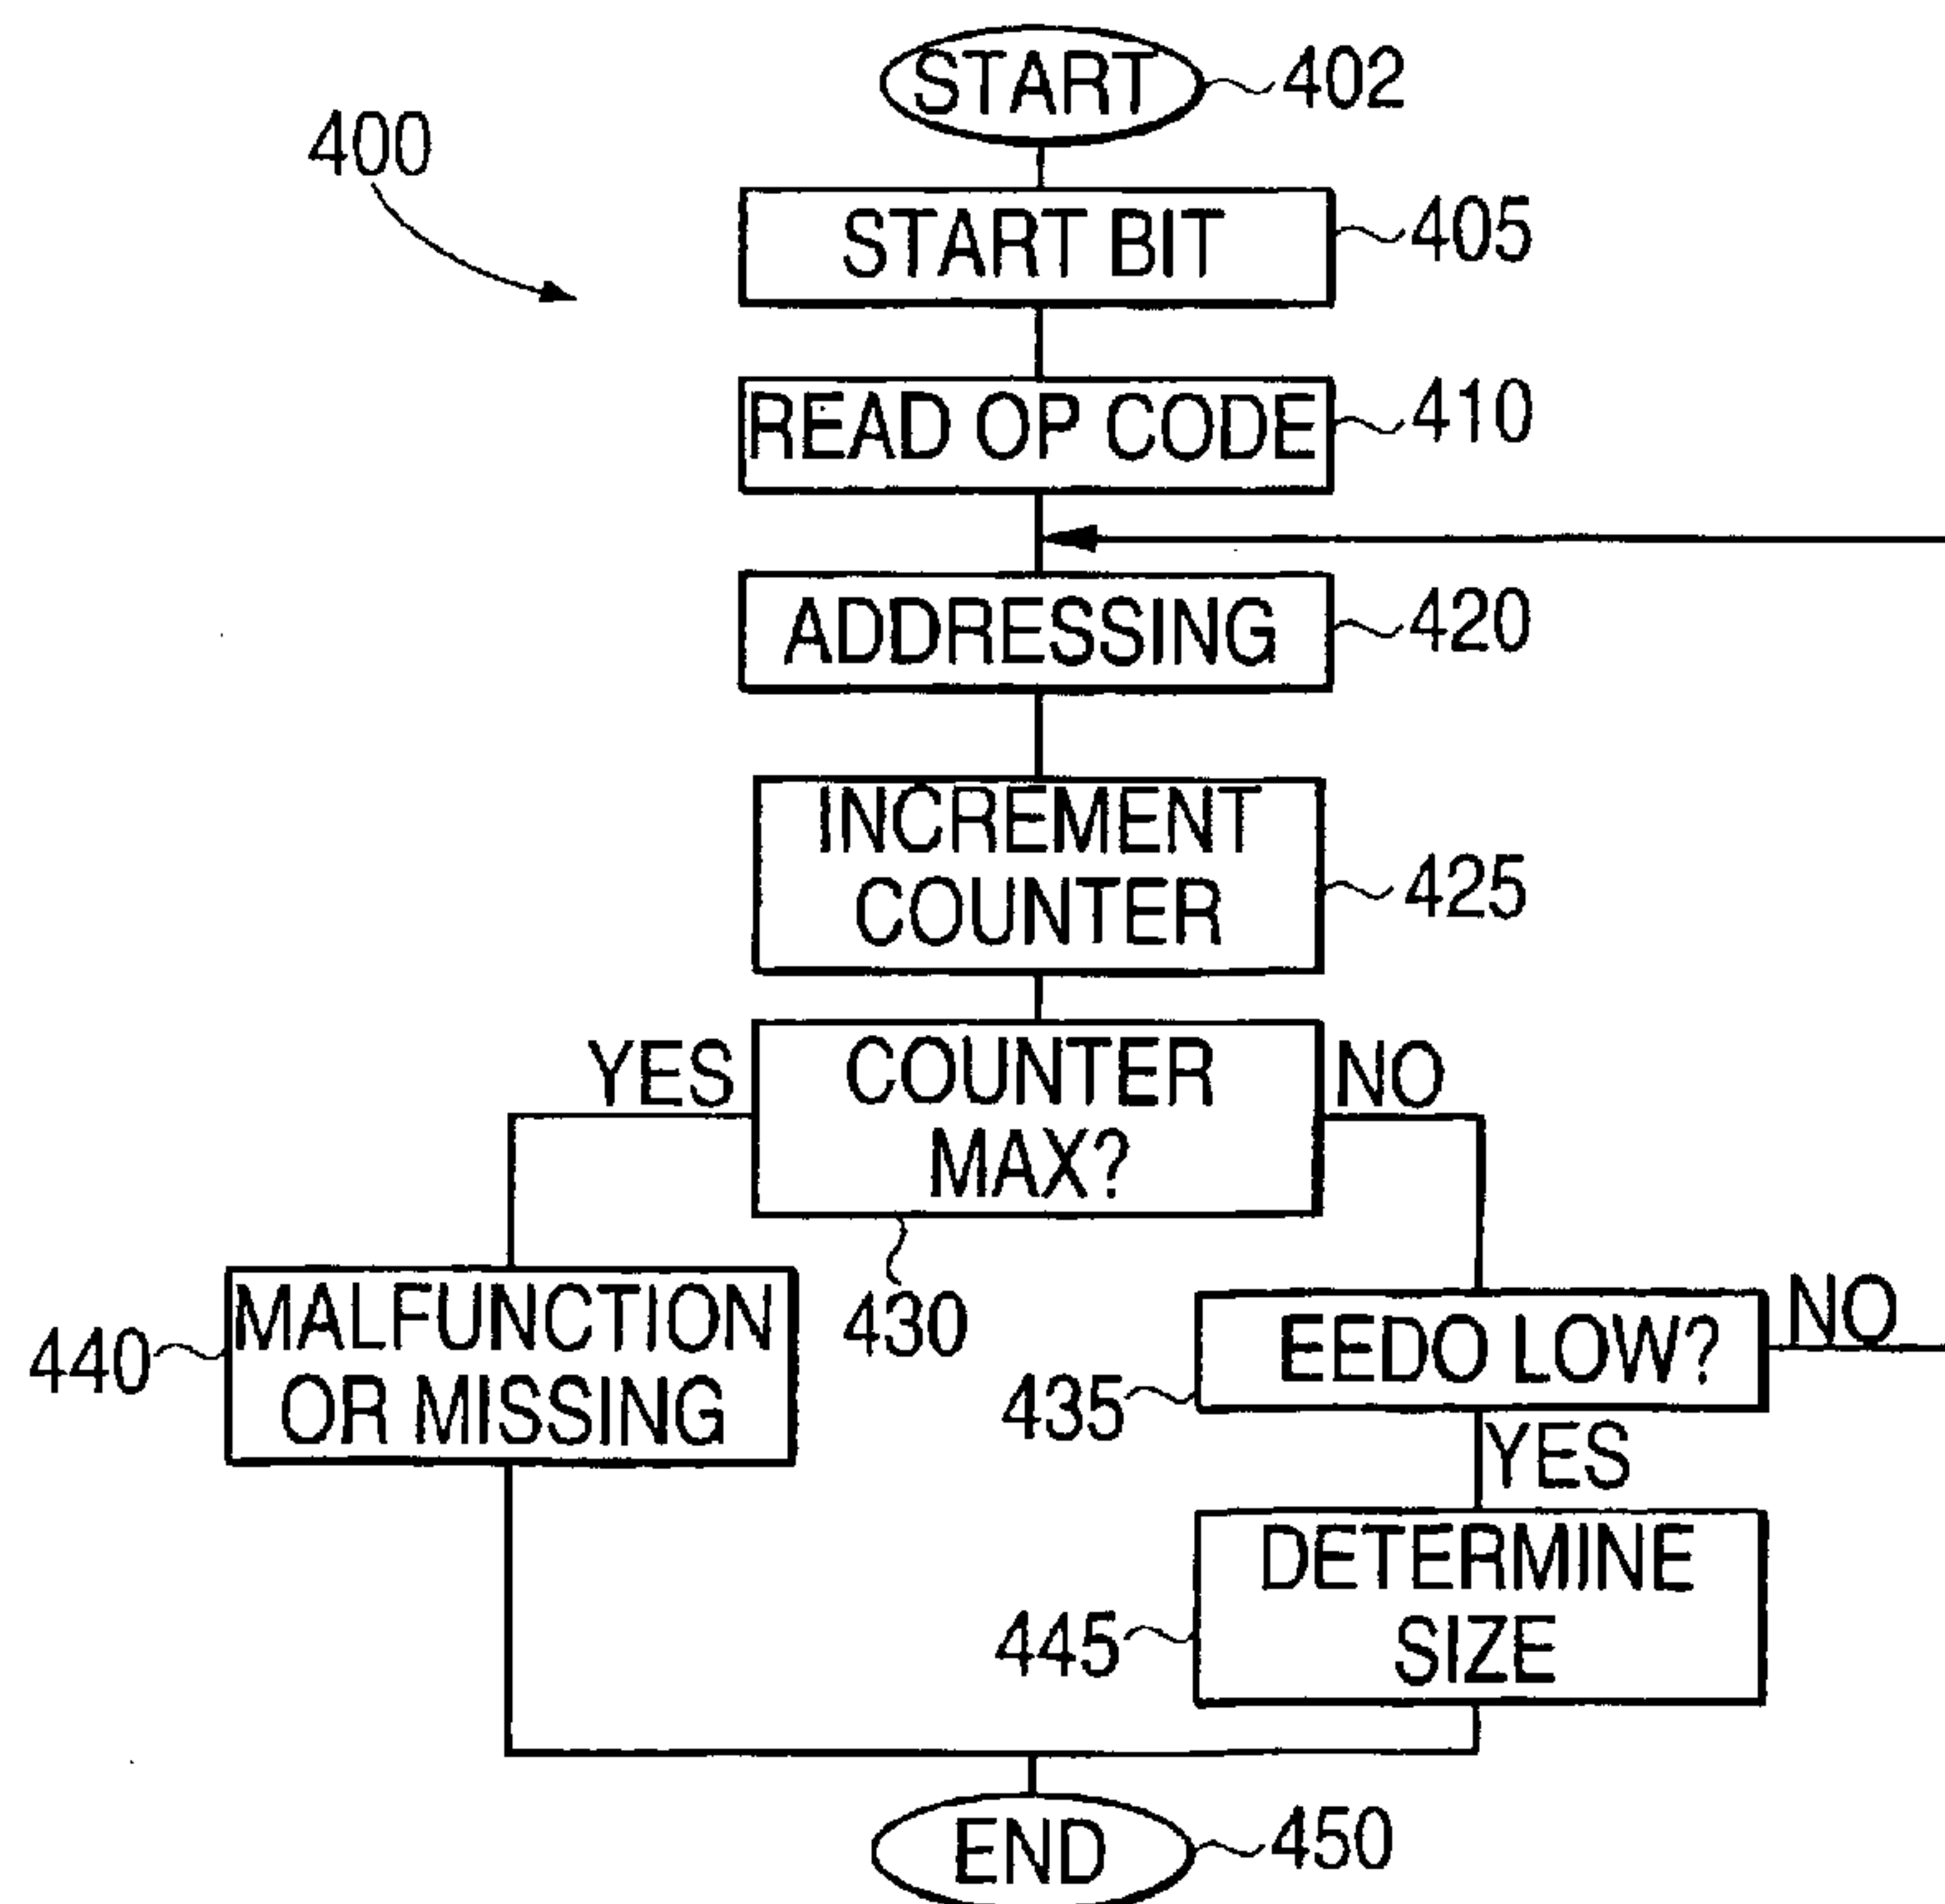 START
402
400
START BIT
405
READ OP CODE
410
ADDRESSING
420
INCREMENT
COUNTER
425
YES
COUNTER
MAX?
NO
430
MALFUNCTION
OR MISSING
440
EEDO LOW?
NO
435
YES
DETERMINE
SIZE
445
END
450